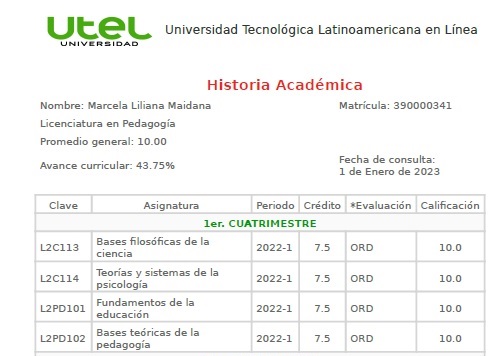 utel
UNIVERSIDAD
Universidad Tecnológica Latinoamericana en Línea
Historia Académica
Nombre: Marcela Liliana Maidana Matrícula: 390000341
Licenciatura en Pedagogía
Promedio general: 10.00
Avance curricular: 43.75%
Fecha de consulta:
1 de Enero de 2023
Clave Asignatura Periodo Crédito *Evaluación Calificación
1er. CUATRIMESTRE
L2C113 Bases filosóficas de la ciencia 2022-1 7.5 ORD 10.0
L2C114 Teorías y sistemas de la psicología 2022-1 7.5 ORD 10.0
L2PD101 Fundamentos de la educación 2022-1 7.5 ORD 10.0
L2PD102 Bases teóricas de la pedagogía 2022-1 7.5 ORD 10.0